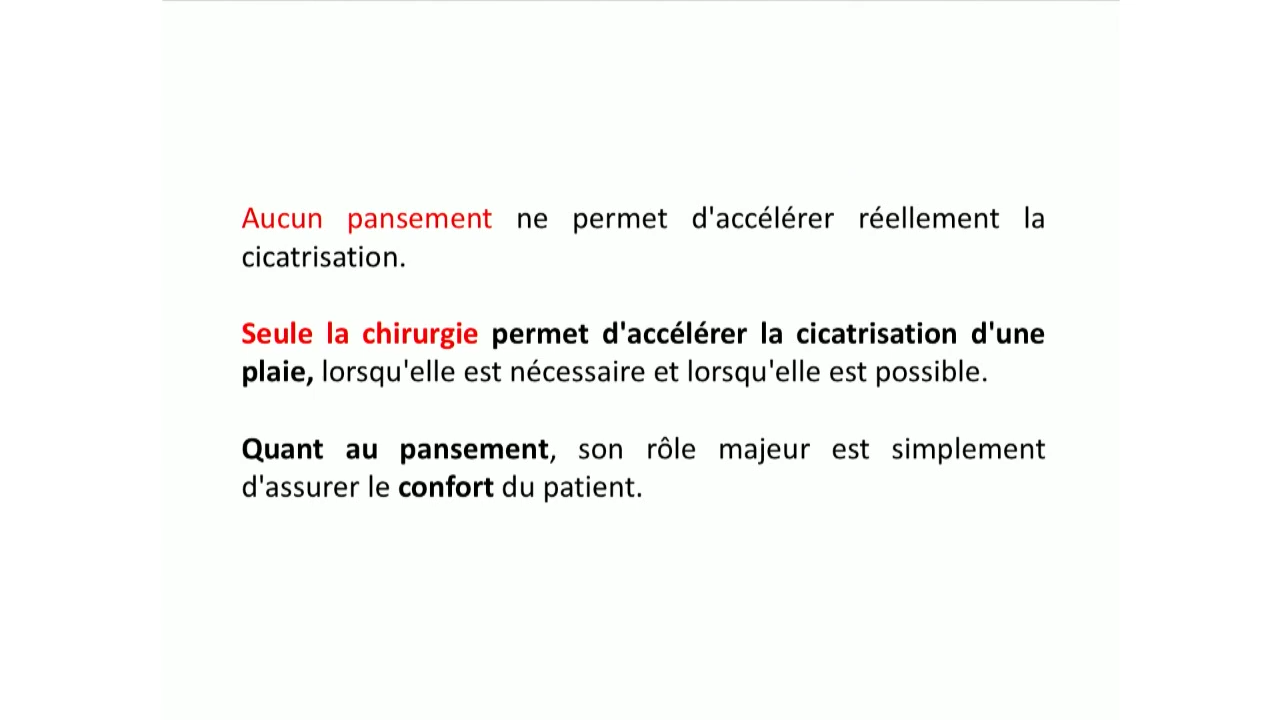 Aucun pansement ne permet d'accélérer réellement la
cicatrisation.
Seule la chirurgie permet d'accélérer la cicatrisation d'une
plaie, lorsqu'elle est nécessaire et lorsqu'elle est possible.
Quant au pansement, son rôle majeur est simplement
d'assurer le confort du patient.